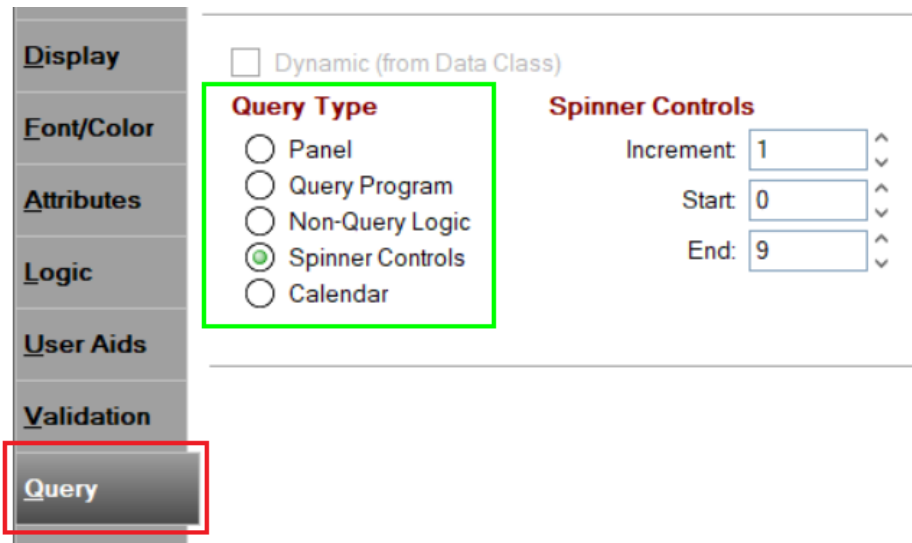 Display
Font/Color
Attributes
Logic
User Aids
Validation
Query
Dynamic (from Data Class)
Query Type
Panel
Query Program
Non-Query Logic
Spinner Controls
Calendar
Spinner Controls
Increment: 1
Start: 0
End: 9